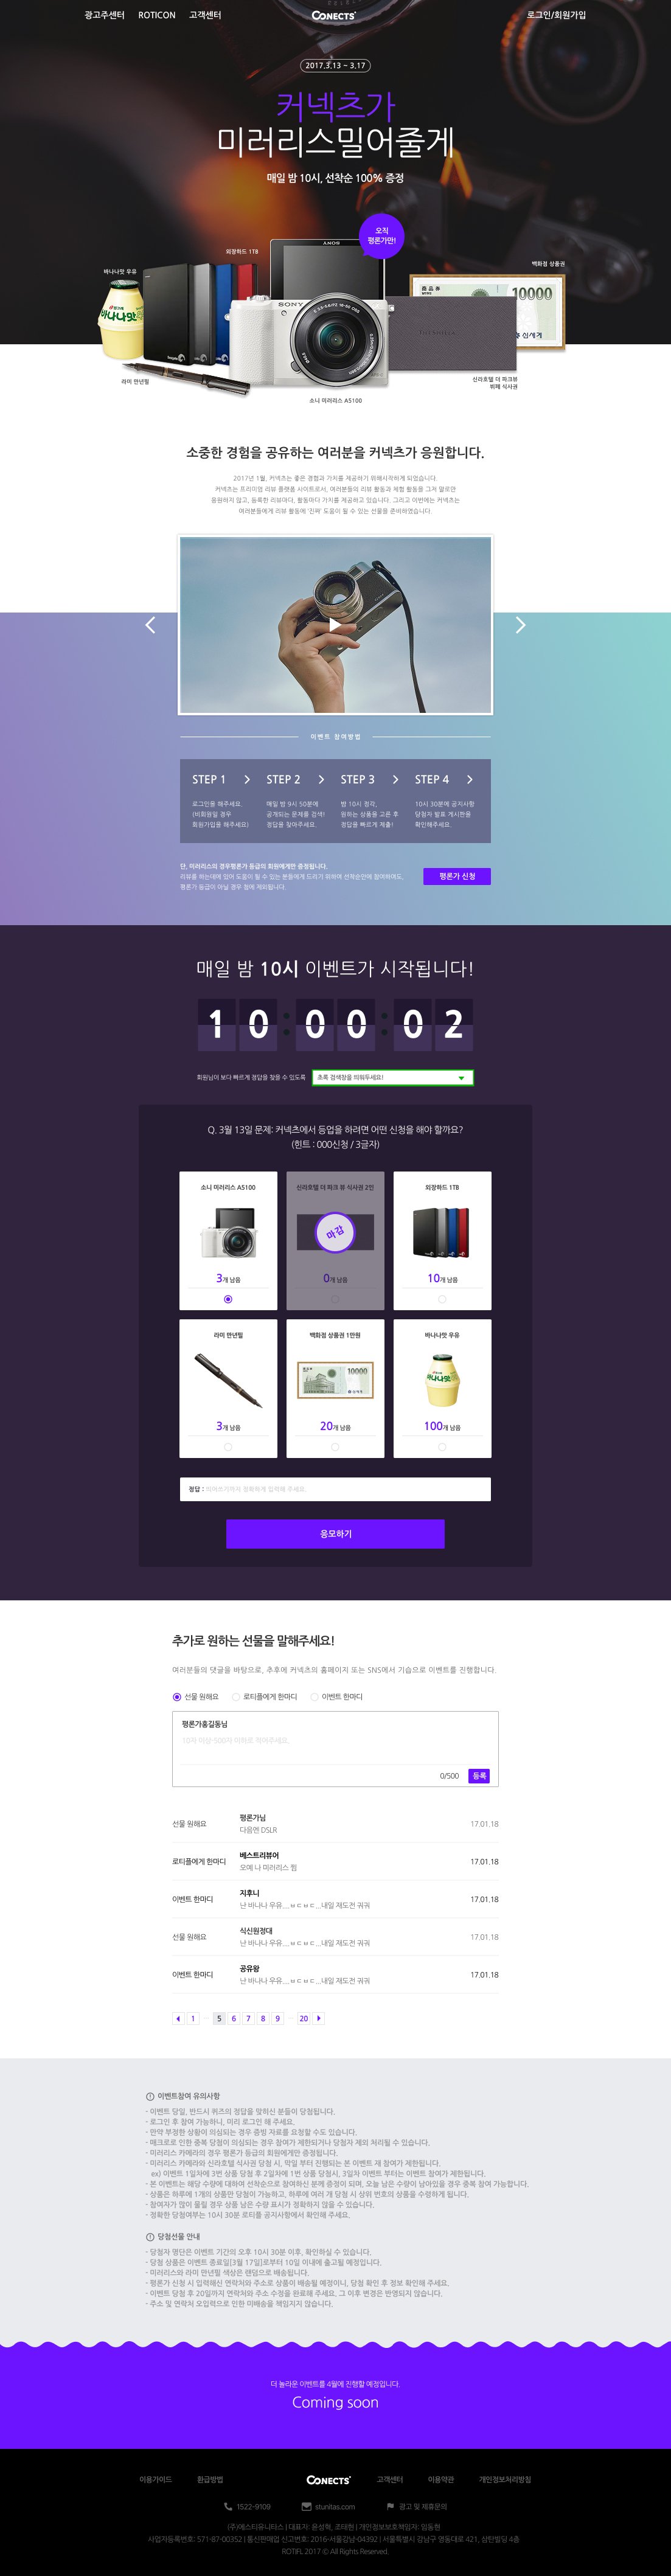 광고주센터 ROTICON 고객센터
CONECTS
로그인/회원가입
2017.3.13 ~ 3.17
커넥츠가
미러리스밀어줄게
매일 밤 10시, 선착순 100% 증정
오직
평론가만!
외장하드 1TB
바나나맛 우유
백화점 상품권
SONY
SONY
바나나맛
상품권
10000
라미 만년필
신라호텔 더 파크뷰
뷔페 식사권
소니 미러리스 A5100
소중한 경험을 공유하는 여러분을 커넥츠가 응원합니다.
2017년 1월, 커넥츠는 좋은 경험과 가치를 제공하기 위해시작하게 되었습니다.
커넥츠는 프리미엄 리뷰 플랫폼 사이트로서, 여러분들의 리뷰 활동과 체험 활동을 그저 말로만
응원하지 않고, 등록한 리뷰마다, 활동마다 가치를 제공하고 있습니다. 그리고 이번에는 커넥츠는
여러분들에게 리뷰 활동에 '진짜' 도움이 될 수 있는 선물을 준비하였습니다.
이벤트 참여방법
STEP 1
로그인을 해주세요.
(비회원일 경우
회원가입을 해주세요)
STEP 2
매일 밤 9시 50분에
공개되는 문제를 검색!
정답을 찾아주세요.
STEP 3
밤 10시 정각,
원하는 상품을 고른 후
정답을 빠르게 제출!
STEP 4
10시 30분에 공지사항
당첨자 발표 게시판을
확인해주세요.
단, 미러리스의 경우평론가 등급의 회원에게만 증정됩니다.
리뷰를 하는데에 있어 도움이 될 수 있는 분들에게 드리기 위하여 선착순안에 참여하여도,
평론가 등급이 아닐 경우 참에 제외됩니다.
평론가 신청
매일 밤 10시 이벤트가 시작됩니다!
10:00:02
회원님이 보다 빠르게 정답을 찾을 수 있도록
초록 검색창을 띄워두세요!
Q. 3월 13일 문제: 커넥츠에서 등업을 하려면 어떤 신청을 해야 할까요?
(힌트 : 000신청 / 3글자)
소니 미러리스 A5100
3개 남음
신라호텔 더 파크 뷰 식사권 2인
마감
0개 남음
외장하드 1TB
10개 남음
라미 만년필
3개 남음
백화점 상품권 1만원
10000
20개 남음
바나나맛 우유
바나나맛
100개 남음
정답 : 띄어쓰기까지 정확하게 입력해 주세요.
응모하기
추가로 원하는 선물을 말해주세요!
여러분들의 댓글을 바탕으로, 추후에 커넥츠의 홈페이지 또는 SNS에서 기습으로 이벤트를 진행합니다.
선물 원해요 로티플에게 한마디 이벤트 한마디
평론가홍길동님
10자 이상 500자 이하로 적어주세요.
0/500 등록
선물 원해요
평론가님
다음엔 DSLR
17.01.18
로티플에게 한마디
베스트리뷰어
오예 나 미러리스 찜
17.01.18
이벤트 한마디
지후니
난 바나나 우유....ㅂㄷㅂㄷ...내일 재도전 궈궈
17.01.18
선물 원해요
식신원정대
난 바나나 우유....ㅂㄷㅂㄷ...내일 재도전 궈궈
17.01.18
이벤트 한마디
공유왕
난 바나나 우유....ㅂㄷㅂㄷ...내일 재도전 궈궈
17.01.18
1 ... 5 6 7 8 9 ... 20
이벤트참여 유의사항
- 이벤트 당일, 반드시 퀴즈의 정답을 맞히신 분들이 당첨됩니다.
- 로그인 후 참여 가능하니, 미리 로그인 해 주세요.
- 만약 부정한 상황이 의심되는 경우 증빙 자료를 요청할 수도 있습니다.
- 매크로로 인한 중복 당첨이 의심되는 경우 참여가 제한되거나 당첨자 제외 처리될 수 있습니다.
- 미러리스 카메라의 경우 평론가 등급의 회원에게만 증정됩니다.
- 미러리스 카메라와 신라호텔 식사권 당첨 시, 악일 부터 진행되는 본 이벤트 재 참여가 제한됩니다.
ex) 이벤트 1일차에 3번 상품 당첨 후 2일차에 1번 상품 당첨시, 3일차 이벤트 부터는 이벤트 참여가 제한됩니다.
- 본 이벤트는 해당 수량에 대하여 선착순으로 참여하신 분께 증정이 되며, 오늘 남은 수량이 남아있을 경우 중복 참여 가능합니다.
- 상품은 하루에 1개의 상품만 당첨이 가능하고, 하루에 여러 개 당첨 시 상위 번호의 상품을 수령하게 됩니다.
- 참여자가 많이 몰릴 경우 상품 남은 수량 표시가 정확하지 않을 수 있습니다.
- 정확한 당첨여부는 10시 30분 로티플 공지사항에서 확인해 주세요.
당첨선물 안내
- 당첨자 명단은 이벤트 기간의 오후 10시 30분 이후, 확인하실 수 있습니다.
- 당첨 상품은 이벤트 종료일[3월 17일]로부터 10일 이내에 출고될 예정입니다.
- 미러리스와 라미 만년필 색상은 랜덤으로 배송됩니다.
- 평론가 신청 시 입력해신 연락처와 주소로 상품이 배송될 예정이니, 당첨 확인 후 정보 확인해 주세요.
- 이벤트 당첨 후 20일까지 연락처와 주소 수정을 완료해 주세요. 그 이후 변경은 반영되지 않습니다.
- 주소 및 연락처 오입력으로 인한 미배송을 책임지지 않습니다.
더 놀라운 이벤트를 4월에 진행할 예정입니다.
Coming soon
이용가이드 환급방법 CONECTS 고객센터 이용약관 개인정보처리방침
1522-9109 stunitas.com 광고 및 제휴문의
(주)에스티유니타스 | 대표자: 윤성혁, 조태현 | 개인정보보호책임자: 임동현
사업자등록번호: 571-87-00352 | 통신판매업 신고번호: 2016-서울강남-04392 | 서울특별시 강남구 영동대로 421, 삼탄빌딩 4층
ROTIFL 2017 © All Rights Reserved.